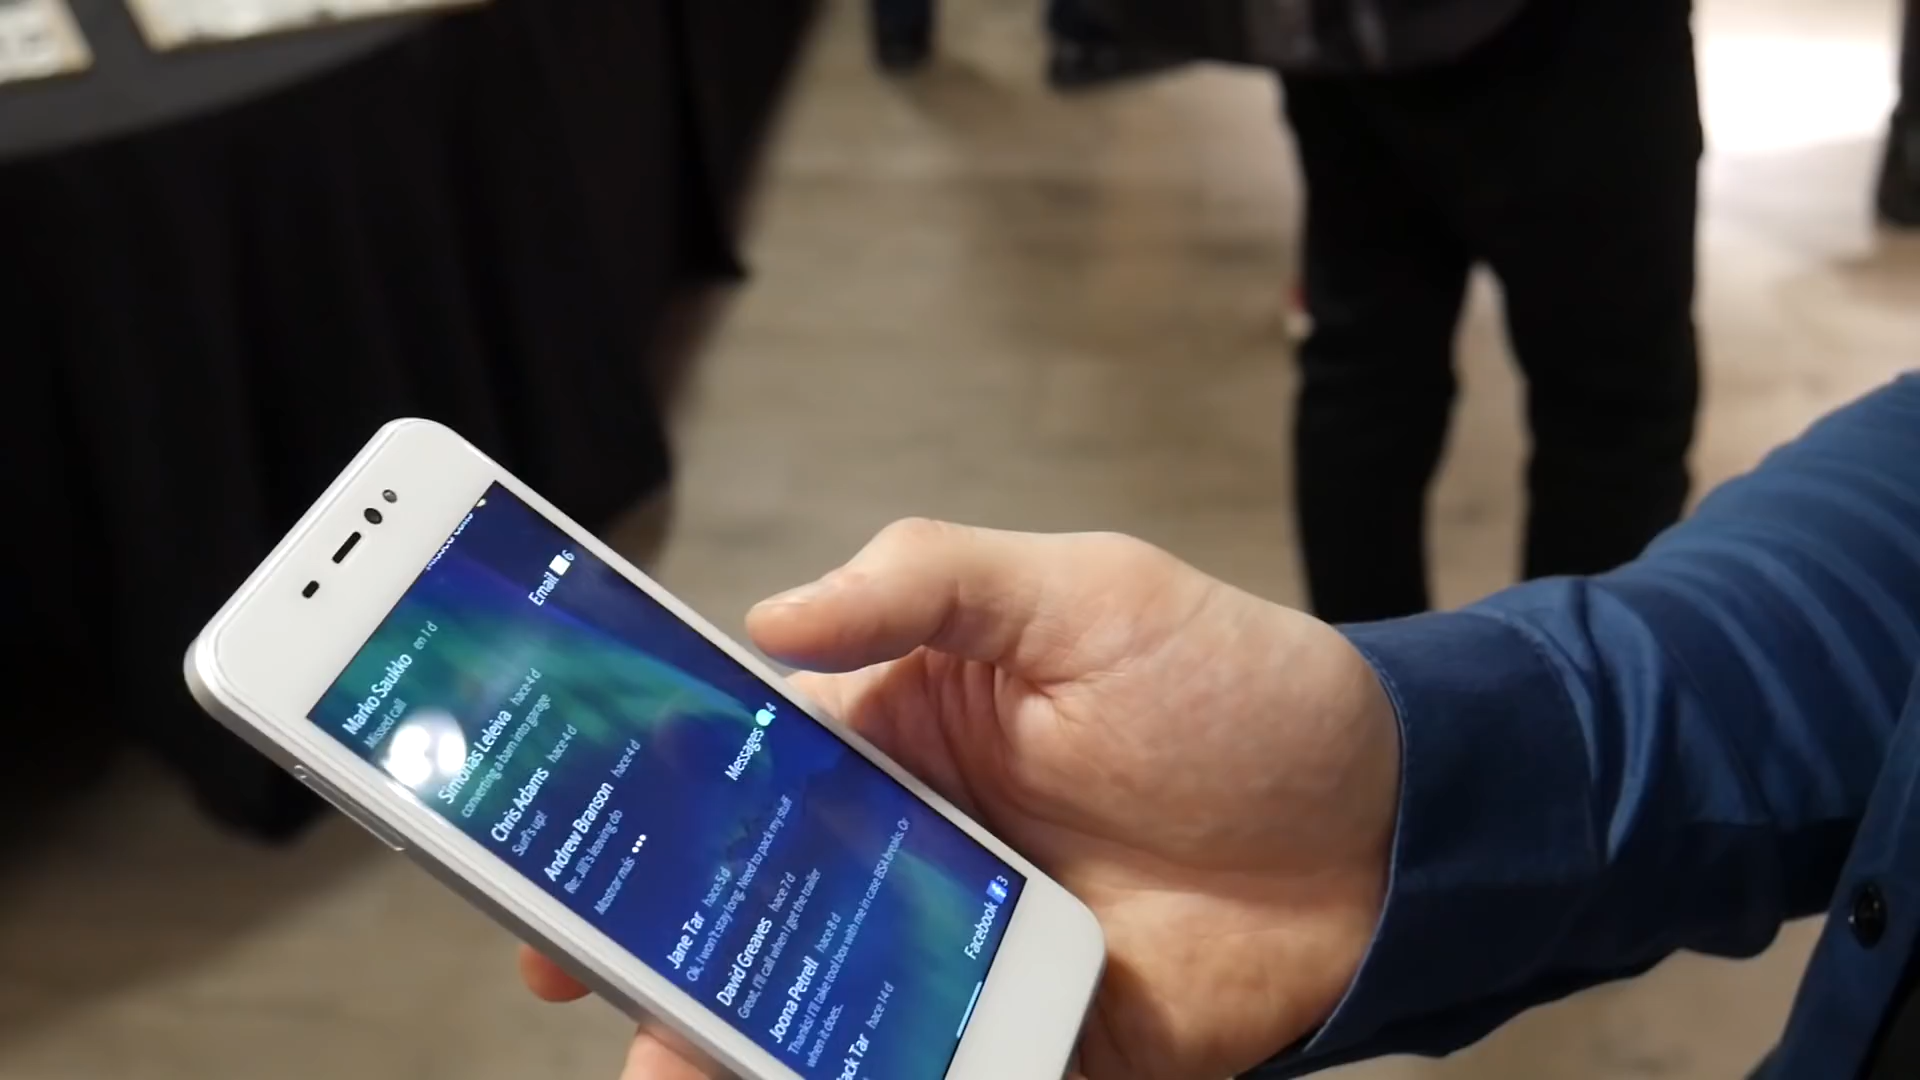 Email 6
Marko Saukko en 1 d
Missed call
Simonas Leleiva hace 4 d
converting a barn into garage
Chris Adams hace 4 d
Surf's up!
Andrew Branson hace 4 d
Re: Jill's leaving do
Mostrar más •••
Messages 4
Jane Tar hace 5 d
Ok, I won't stay long. Need to pack my stuff
David Greaves hace 7 d
Great, I'll call when I get the trailer
Joona Petrell hace 8 d
Thanks! I'll take tool box with me in case BSA breaks. Or
when it does..
Jack Tar hace 14 d
Facebook 3